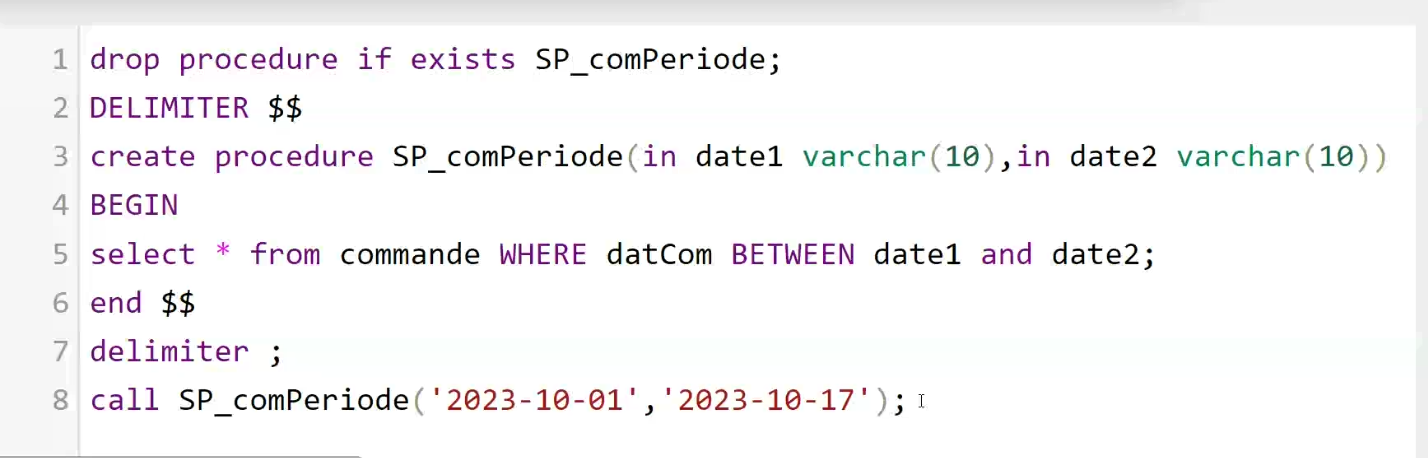 1 drop procedure if exists SP_comPeriode;
2 DELIMITER $$
3 create procedure SP_comPeriode(in date1 varchar(10),in date2 varchar(10))
4 BEGIN
5 select * from commande WHERE datCom BETWEEN date1 and date2;
6 end $$
7 delimiter ;
8 call SP_comPeriode('2023-10-01','2023-10-17');